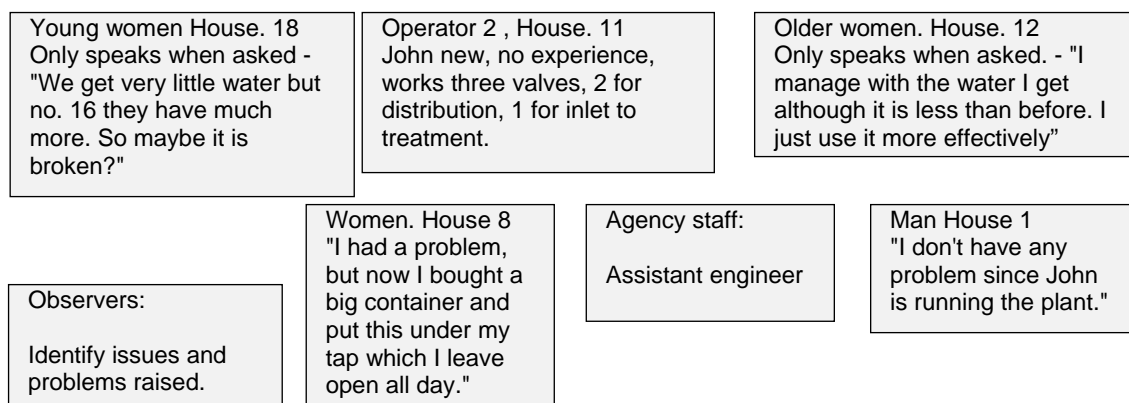 Young women House. 18
Only speaks when asked -
"We get very little water but
no. 16 they have much
more. So maybe it is
broken?"
Operator 2 , House. 11
John new, no experience,
works three valves, 2 for
distribution, 1 for inlet to
treatment.
Older women. House. 12
Only speaks when asked. - "I
manage with the water I get
although it is less than before. I
just use it more effectively”
Observers:
Identify issues and
problems raised.
Women. House 8
"I had a problem,
but now I bought a
big container and
put this under my
tap which I leave
open all day."
Agency staff:
Assistant engineer
Man House 1
"I don't have any
problem since John
is running the plant."